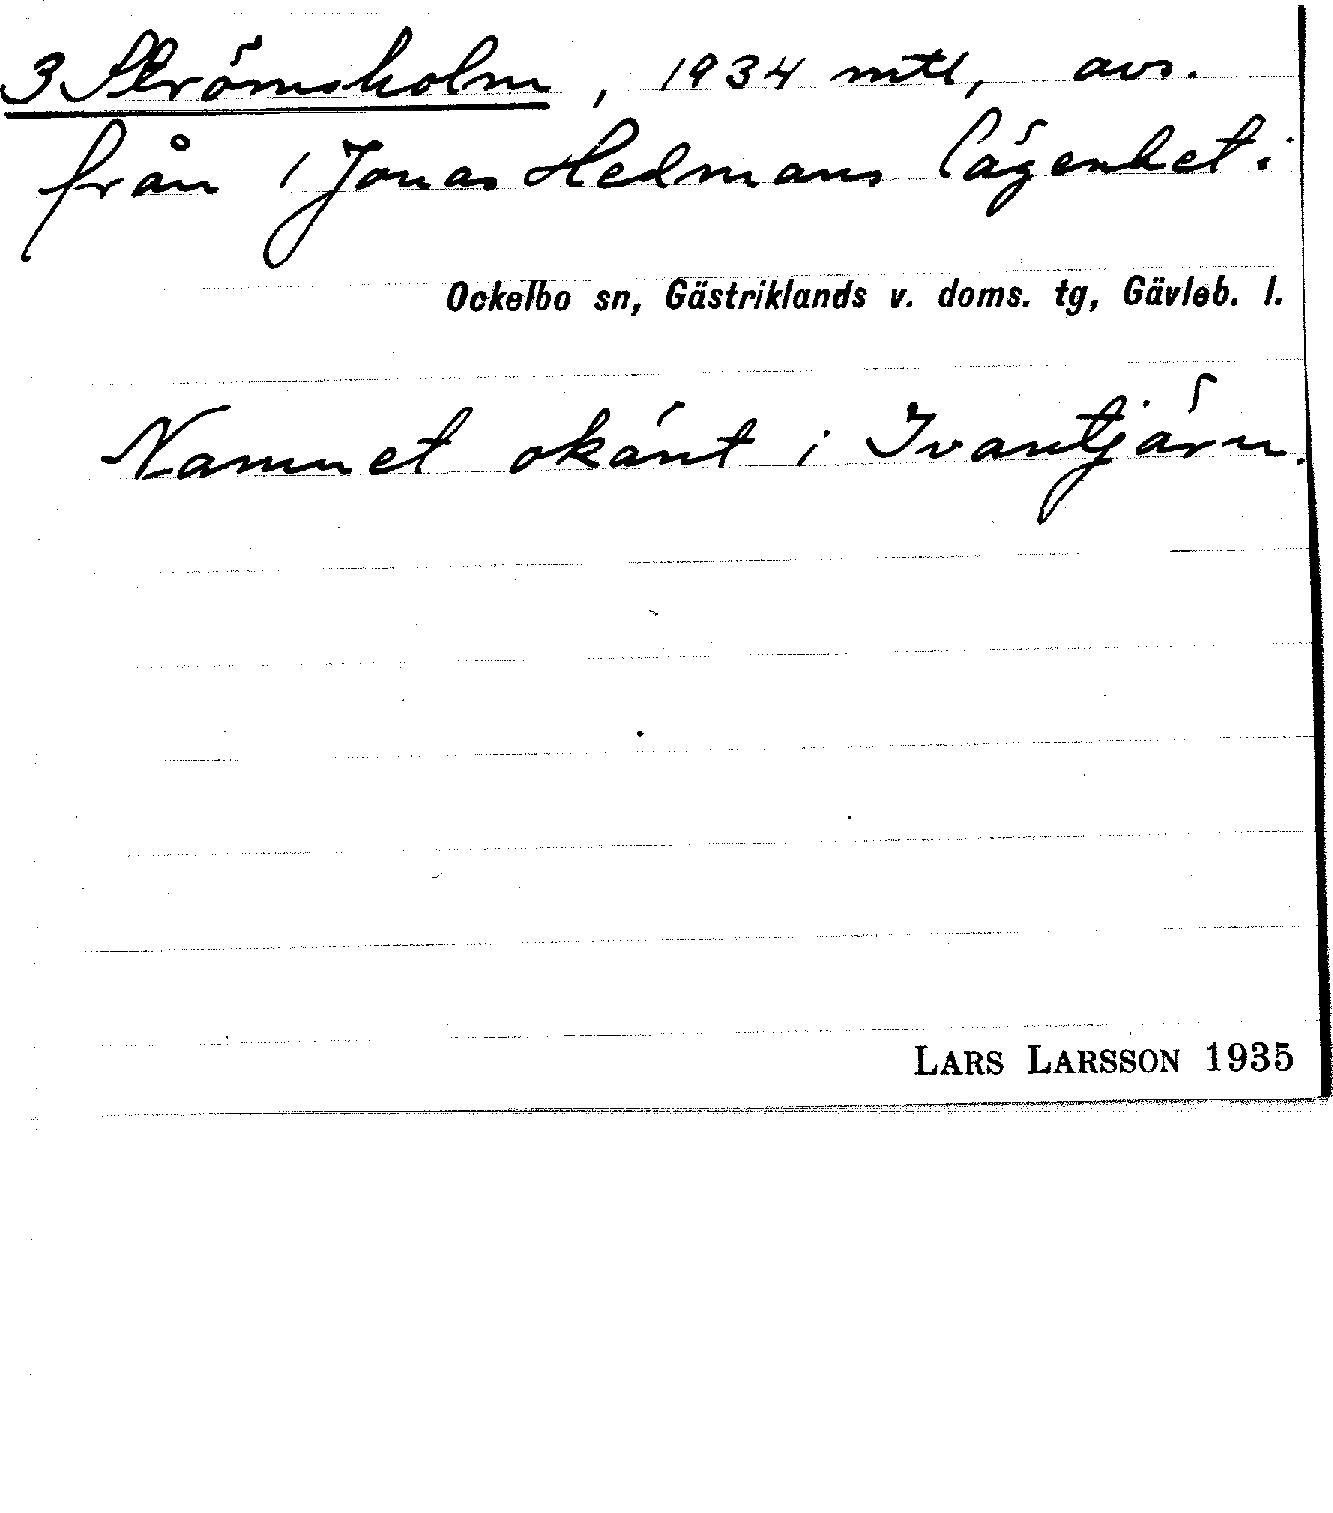 3 Strömsholm, 1934 mtl, avs.
från 1 Jonas Hedmans lägenhet.
Ockelbo sn, Gästriklands v. doms. tg, Gävleb. l.
Namnet okänt i Ivantjärn.
LARS LARSSON 1935